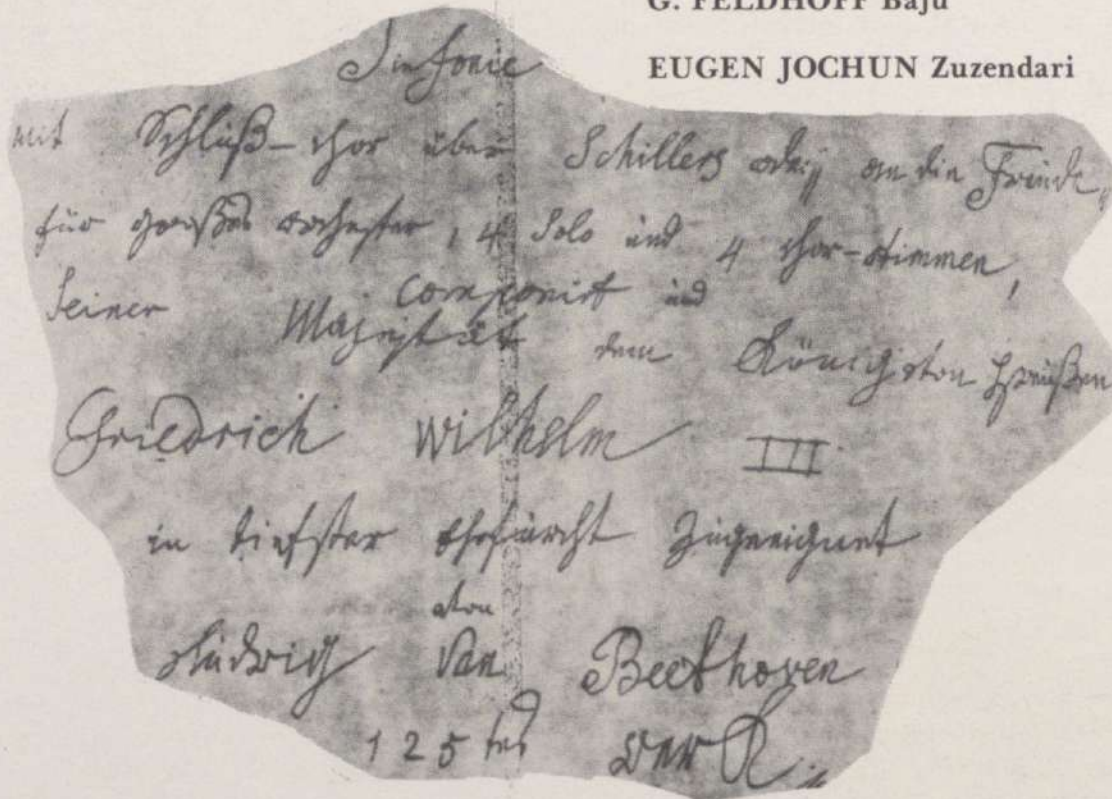 G. FELDHOFF Baju
EUGEN JOCHUN Zuzendari
Sinfonie
mit Schluß-chor über Schillers ode an die Freude,
für großes orchester, 4 Solo und 4 chor-stimmen,
componirt und
Seiner Majestät dem König von Preußen
Friedrich Wilhelm III
in tiefster Ehrfurcht zugeeignet
von
Ludwig van Beethoven
125tes Werk.